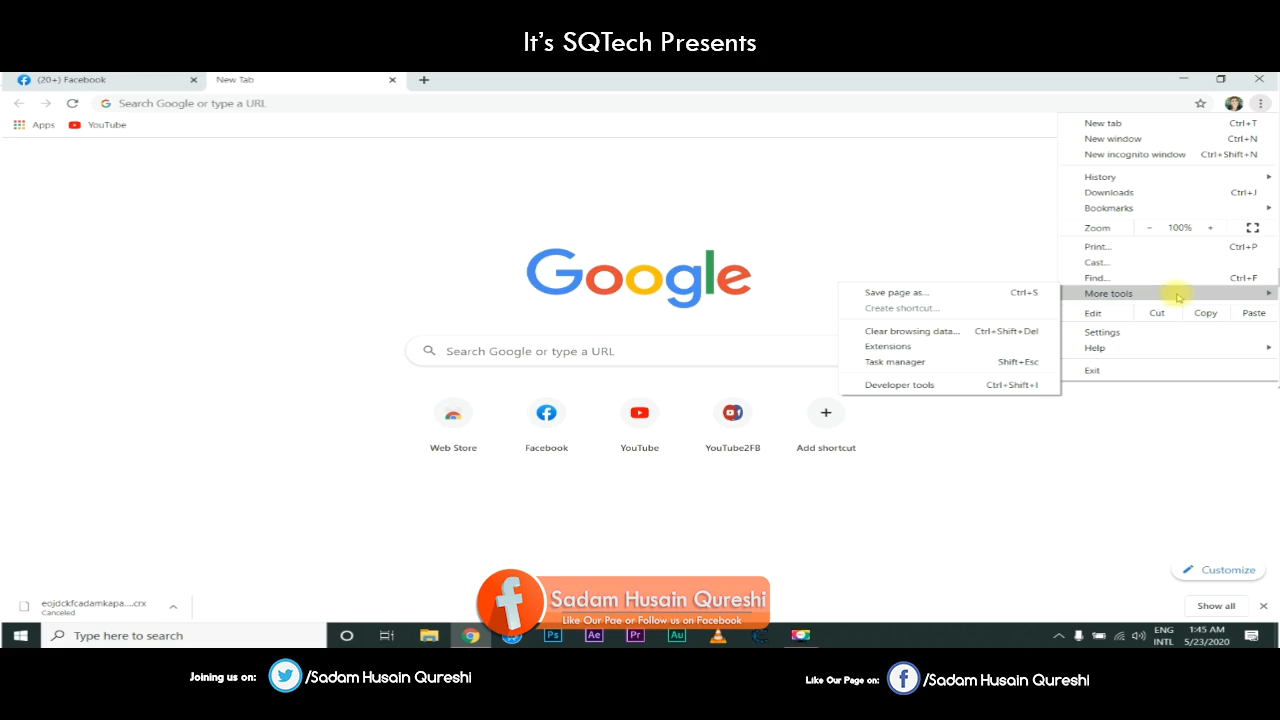 It's SQTech Presents
(20+) Facebook
New Tab
Search Google or type a URL
Apps
YouTube
New tab Ctrl+T
New window Ctrl+N
New incognito window Ctrl+Shift+N
History
Downloads Ctrl+J
Bookmarks
Zoom - 100% +
Print... Ctrl+P
Cast...
Find... Ctrl+F
More tools
Edit Cut Copy Paste
Settings
Help
Exit
Save page as... Ctrl+S
Create shortcut...
Clear browsing data... Ctrl+Shift+Del
Extensions
Task manager Shift+Esc
Developer tools Ctrl+Shift+I
Google
Search Google or type a URL
Web Store
Facebook
YouTube
YouTube2FB
Add shortcut
Customize
eojdckfcadamkapa....crx
Canceled
Show all
Sadam Husain Qureshi
Like Our Pae or Follow us on Facebook
Type here to search
Ps
Ae
Pr
Au
ENG
INTL
1:45 AM
5/23/2020
Joining us on: /Sadam Husain Qureshi
Like Our Page on: /Sadam Husain Qureshi